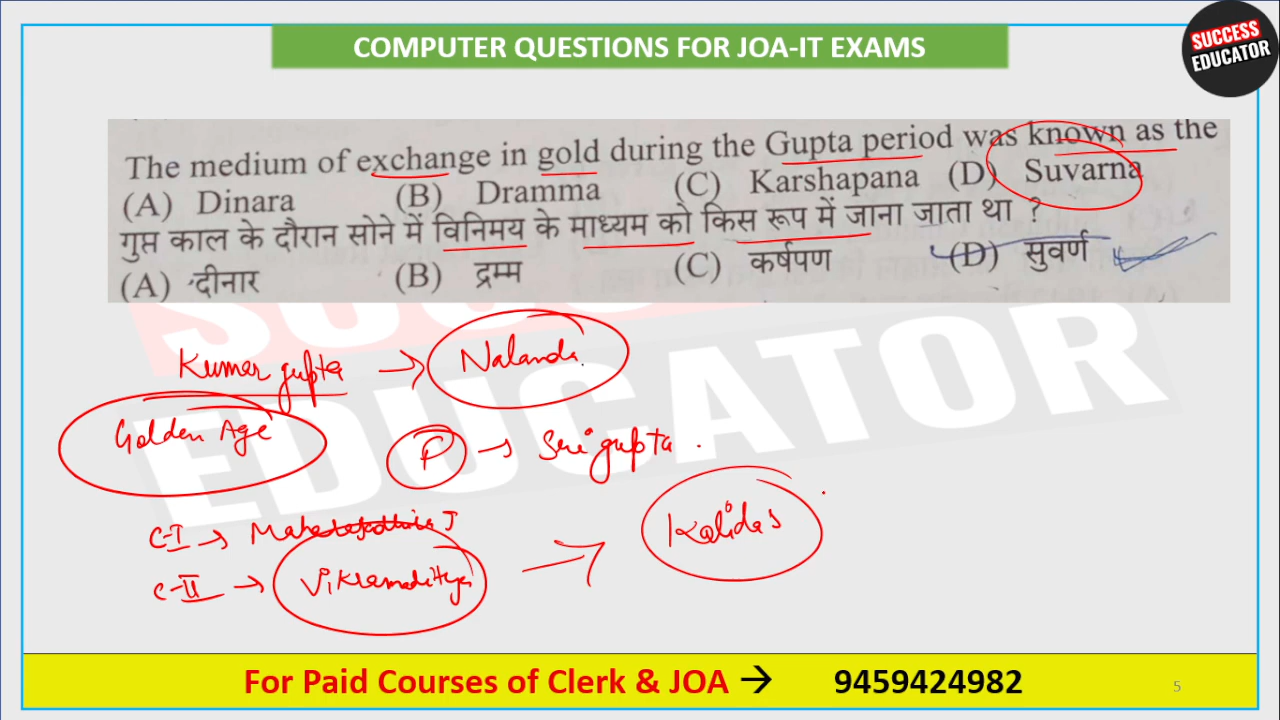 COMPUTER QUESTIONS FOR JOA-IT EXAMS
SUCCESS
EDUCATOR
The medium of exchange in gold during the Gupta period was known as the
(A) Dinara (B) Dramma (C) Karshapana (D) Suvarna
गुप्त काल के दौरान सोने में विनिमय के माध्यम को किस रूप में जाना जाता था ?
(A) दीनार (B) द्रम्म (C) कर्षपण (D) सुवर्ण
EDUCATOR
Kumar gupta → Nalanda
Golden Age
P → Sri gupta.
C-I →
C-II → Vikramaditya → Kalidas
For Paid Courses of Clerk & JOA → 9459424982
5